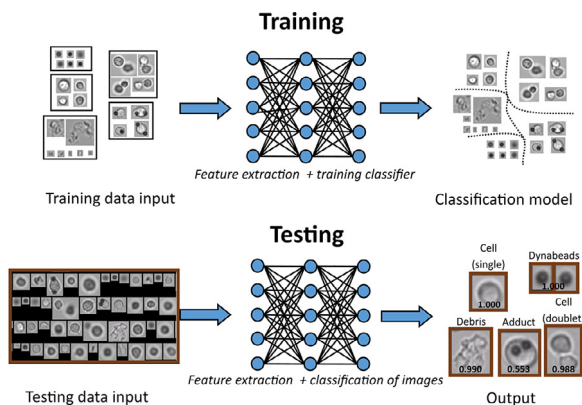 Training
Training data input
Feature extraction + training classifier
Classification model
Testing
Cell
(single)
1.000
Dynabeads
1.000
Debris
0.990
Adduct
0.553
Cell
(doublet)
0.988
Testing data input
Feature extraction + classification of images
Output